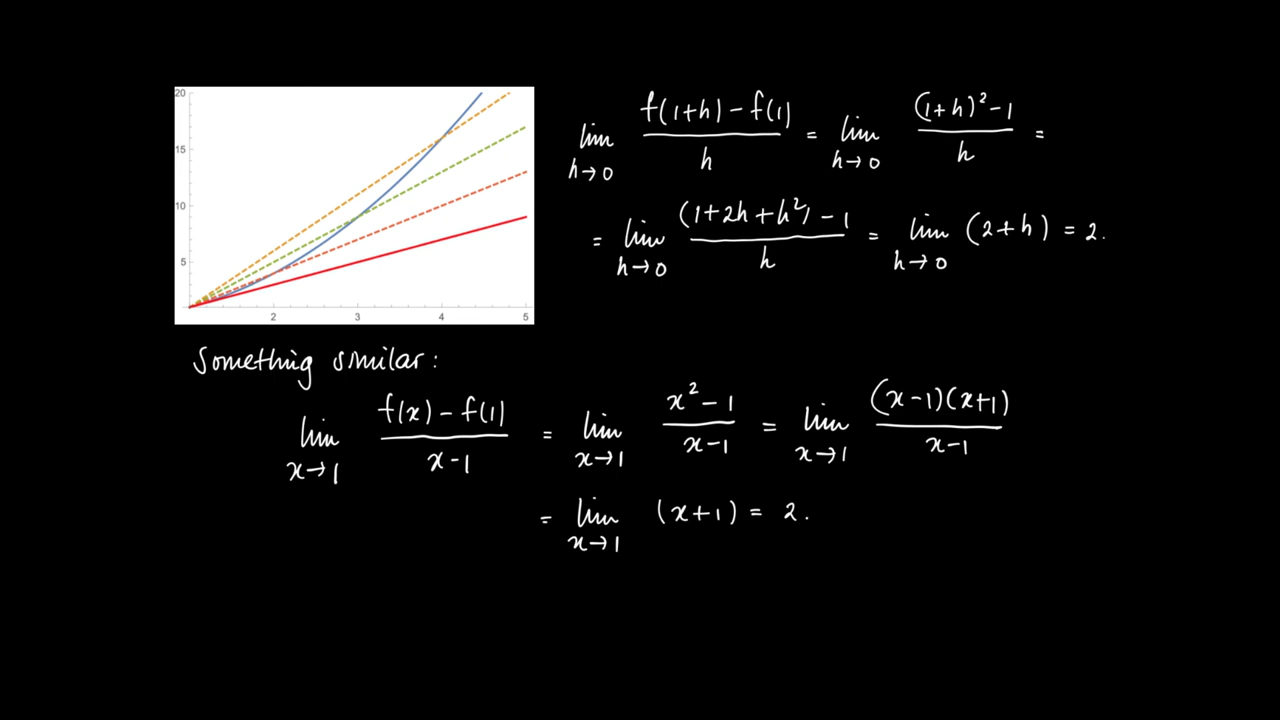 20
15
10
5
2 3 4 5
lim h→0 (f(1+h) − f(1))/h = lim h→0 ((1+h)² − 1)/h =
= lim h→0 ((1+2h+h²) − 1)/h = lim h→0 (2+h) = 2.
Something similar:
lim x→1 (f(x) − f(1))/(x−1) = lim x→1 (x² − 1)/(x−1) = lim x→1 ((x−1)(x+1))/(x−1)
= lim x→1 (x+1) = 2.